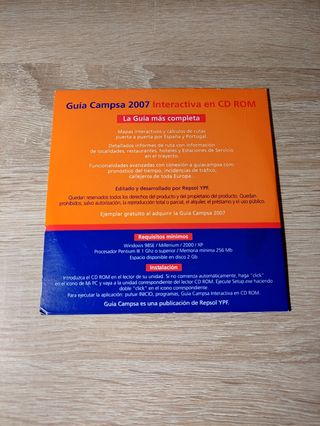 Guía Campsa 2007 Interactiva en CD ROM
La Guía más completa
Mapas interactivos y cálculos de rutas
puerta a puerta por España y Portugal.
Detallados informes de ruta con información
de localidades, restaurantes, hoteles y Estaciones de Servicio
en el trayecto.
Funcionalidades avanzadas con conexión a guiacampsa.com:
pronóstico del tiempo, incidencias de tráfico,
callejeros de toda Europa.
Editado y desarrollado por Repsol YPF.
Quedan reservados todos los derechos del producto y del propietario del producto. Quedan
prohibidos, salvo autorización, la reproducción total o parcial, el alquiler, el préstamo y el uso público.
Ejemplar gratuito al adquirir la Guía Campsa 2007
Requisitos mínimos
Windows 98SE / Millenium / 2000 / XP
Procesador Pentium III 1 Ghz o superior / Memoria mínima 256 Mb
Espacio disponible en disco 2 Gb
Instalación
Introduzca el CD ROM en el lector de su unidad. Si no comienza automáticamente, haga "click"
en el icono de Mi PC y vaya a la unidad correspondiente del lector CD ROM. Ejecute Setup.exe haciendo
doble "click" en el icono correspondiente.
Para ejecutar la aplicación: pulsar INICIO, programas, Guía Campsa Interactiva en CD ROM.
Guía Campsa es una publicación de Repsol YPF.